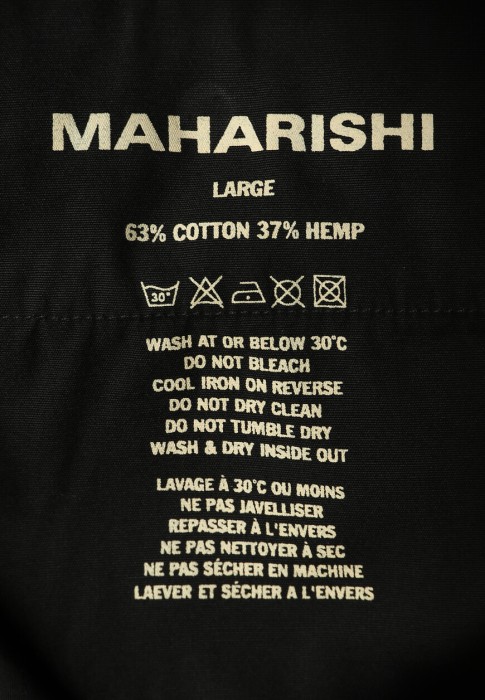 MAHARISHI
LARGE
63% COTTON 37% HEMP
30°
WASH AT OR BELOW 30°C
DO NOT BLEACH
COOL IRON ON REVERSE
DO NOT DRY CLEAN
DO NOT TUMBLE DRY
WASH & DRY INSIDE OUT
LAVAGE À 30°C OU MOINS
NE PAS JAVELLISER
REPASSER À L'ENVERS
NE PAS NETTOYER À SEC
NE PAS SÉCHER EN MACHINE
LAEVER ET SÉCHER A L'ENVERS